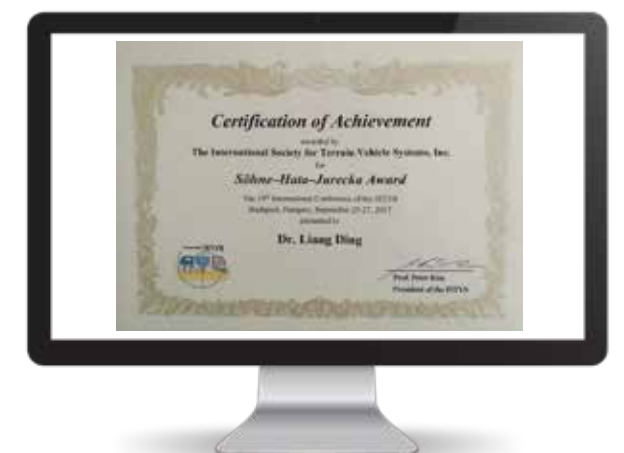 Certification of Achievement
awarded by
The International Society for Terrain Vehicle Systems, Inc.
for
Söhne-Hata-Jurecka Award
The 19th International Conference of the ISTVS
Budapest, Hungary, September 25-27, 2017
presented to
Dr. Liang Ding
ISTVS
Prof. Peter Kiss
President of the ISTVS